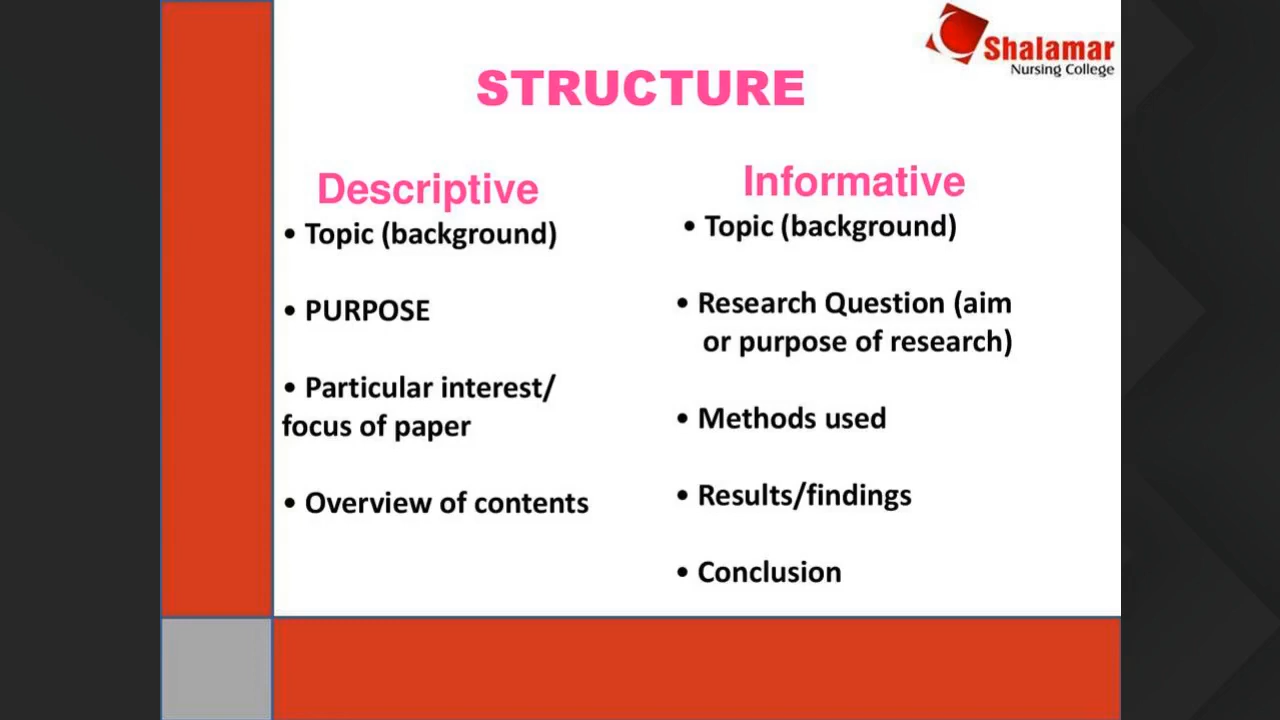 Shalamar
Nursing College
STRUCTURE
Descriptive
• Topic (background)
• PURPOSE
• Particular interest/
focus of paper
• Overview of contents
Informative
• Topic (background)
• Research Question (aim
or purpose of research)
• Methods used
• Results/findings
• Conclusion